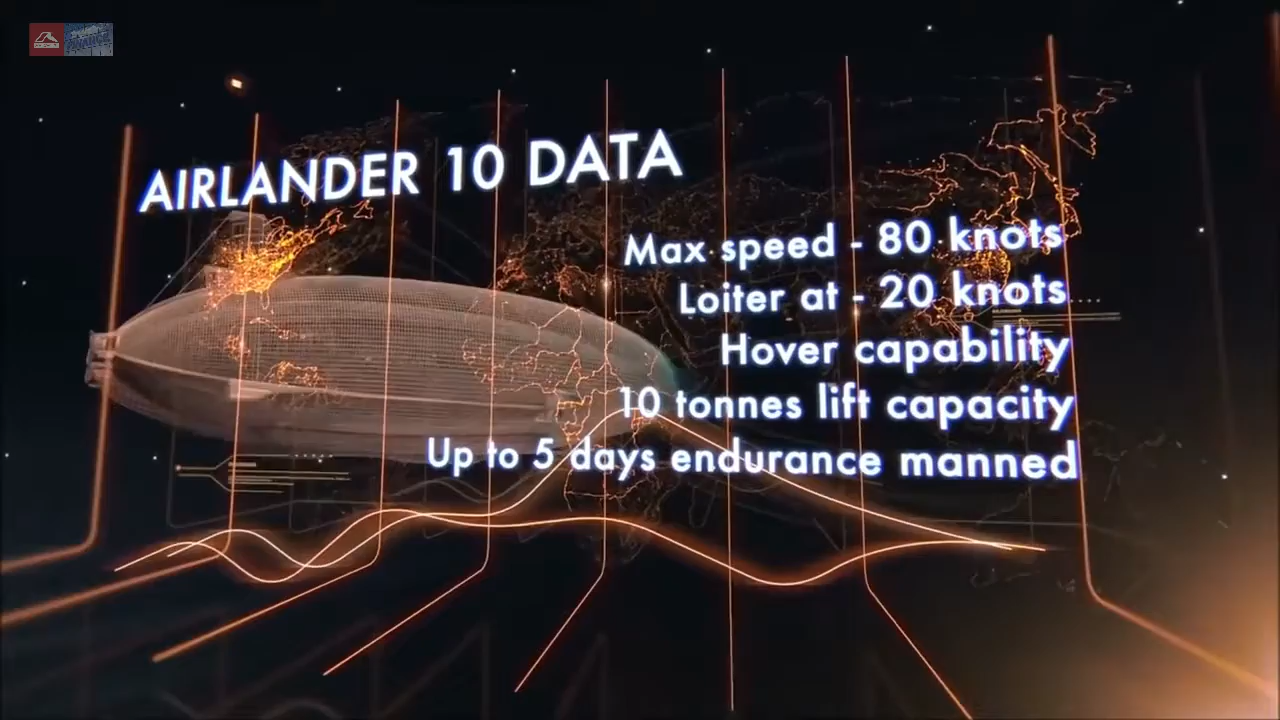 AIRLANDER 10 DATA
Max speed - 80 knots
Loiter at - 20 knots
Hover capability
10 tonnes lift capacity
Up to 5 days endurance manned